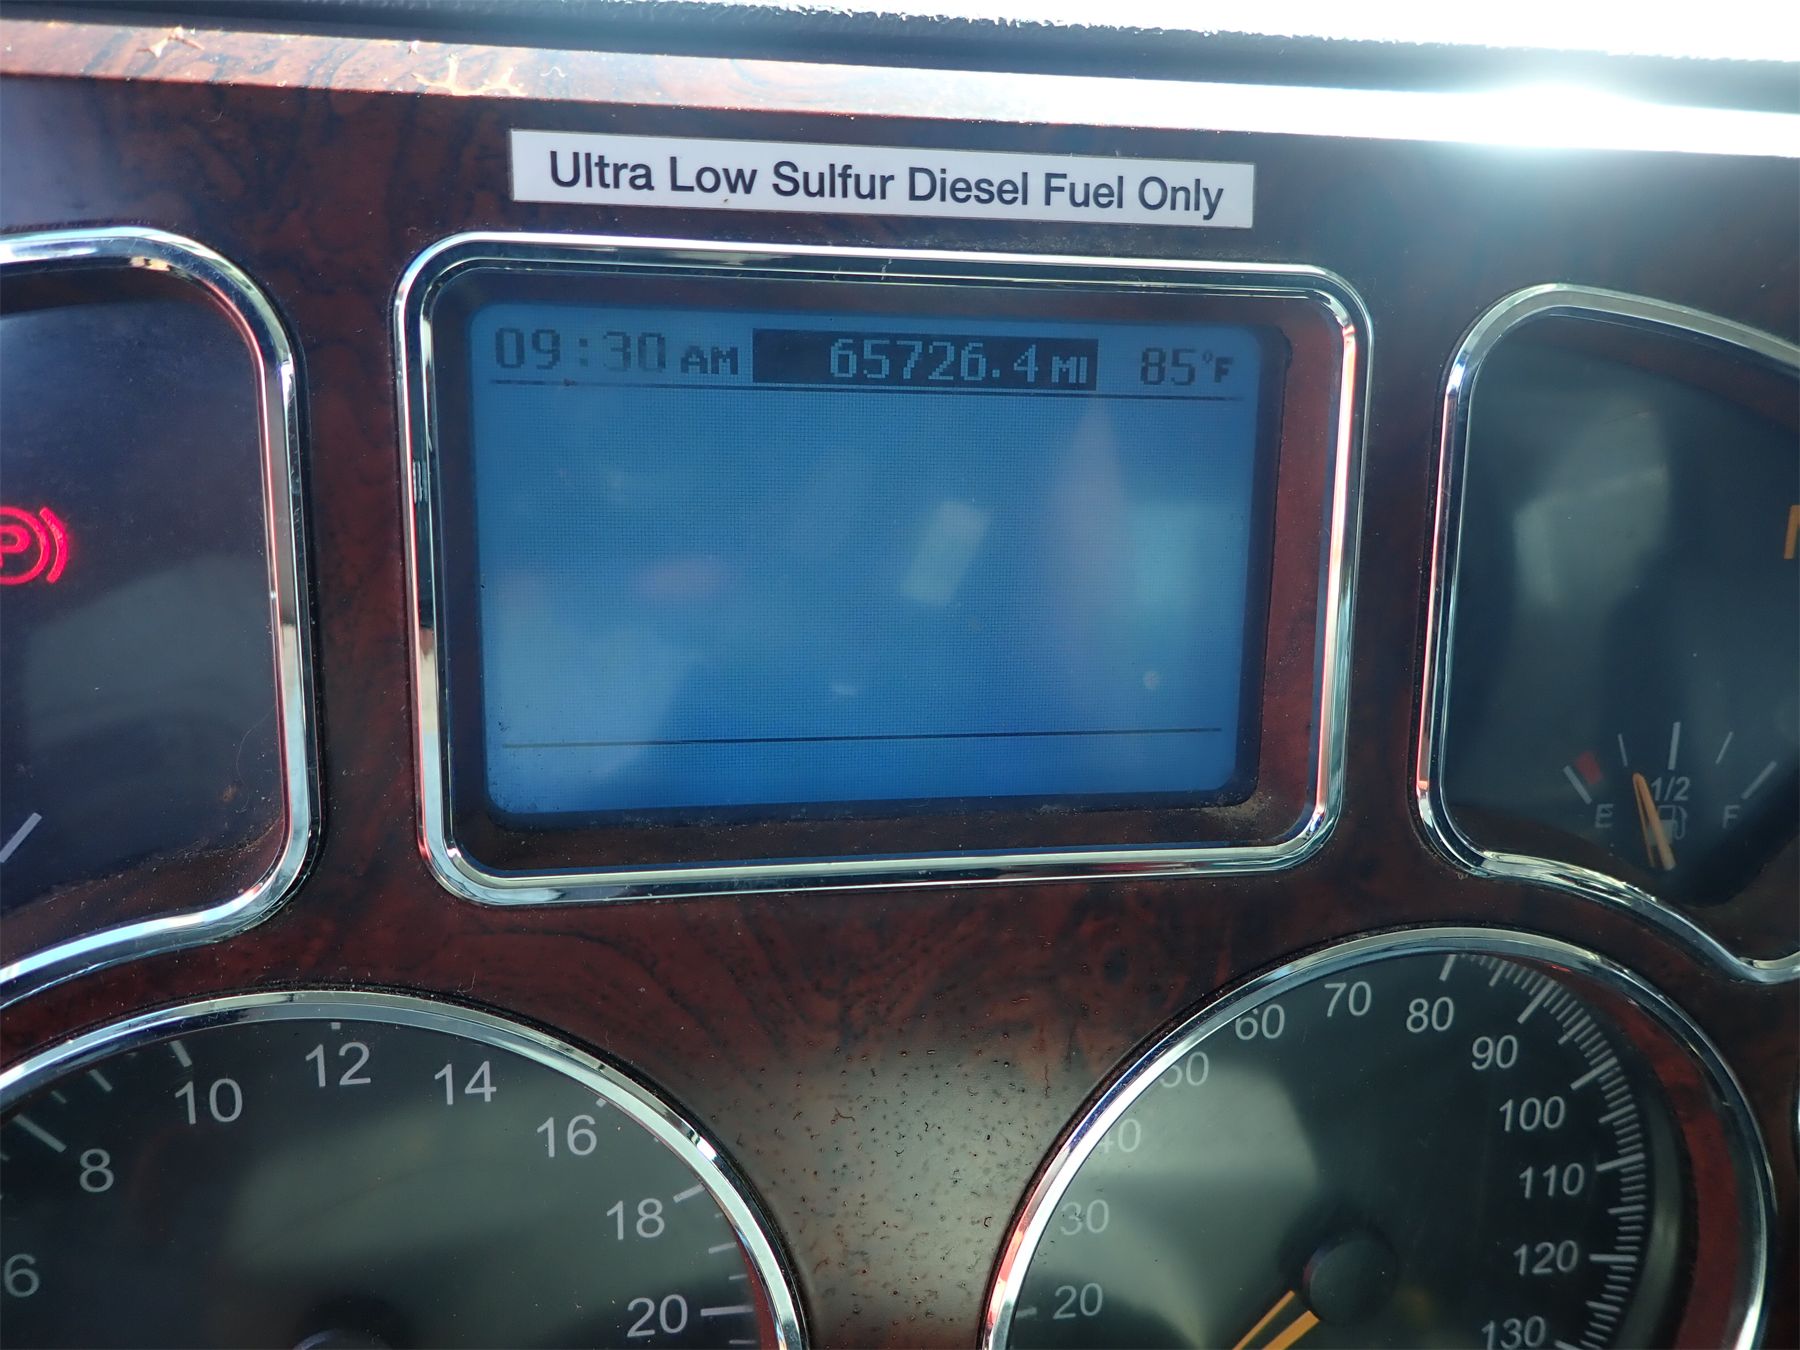 Ultra Low Sulfur Diesel Fuel Only
09:30 AM 65726.4 MI 85°F
P
E 1/2 F
6 8 10 12 14 16 18 20
20 30 40 50 60 70 80 90 100 110 120 130